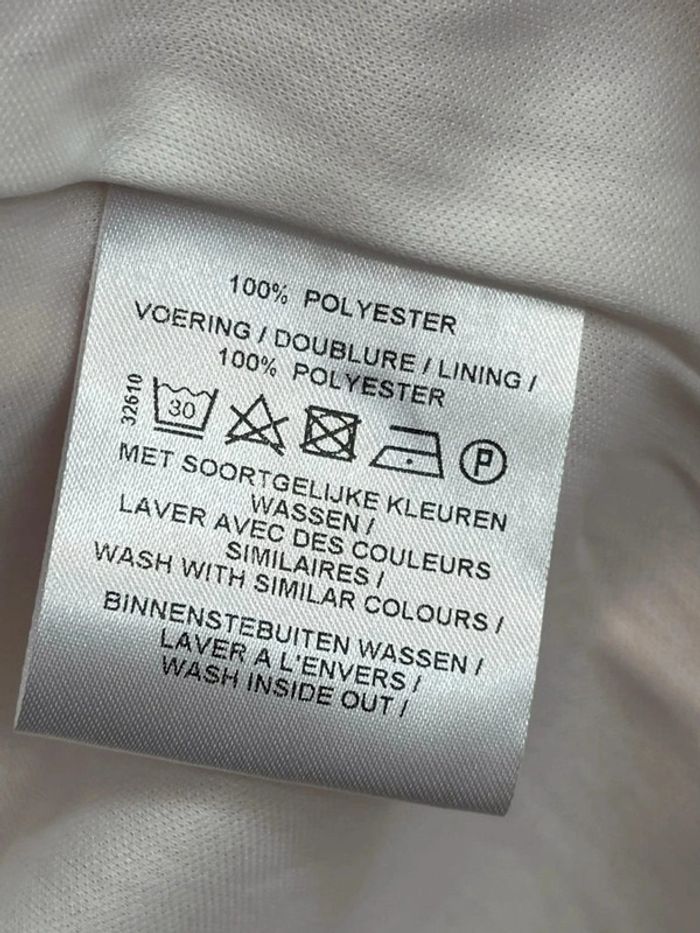 100% POLYESTER
VOERING / DOUBLURE / LINING /
100% POLYESTER
32610
30
P
MET SOORTGELIJKE KLEUREN
WASSEN /
LAVER AVEC DES COULEURS
SIMILAIRES /
WASH WITH SIMILAR COLOURS /
BINNENSTEBUITEN WASSEN /
LAVER A L'ENVERS /
WASH INSIDE OUT /